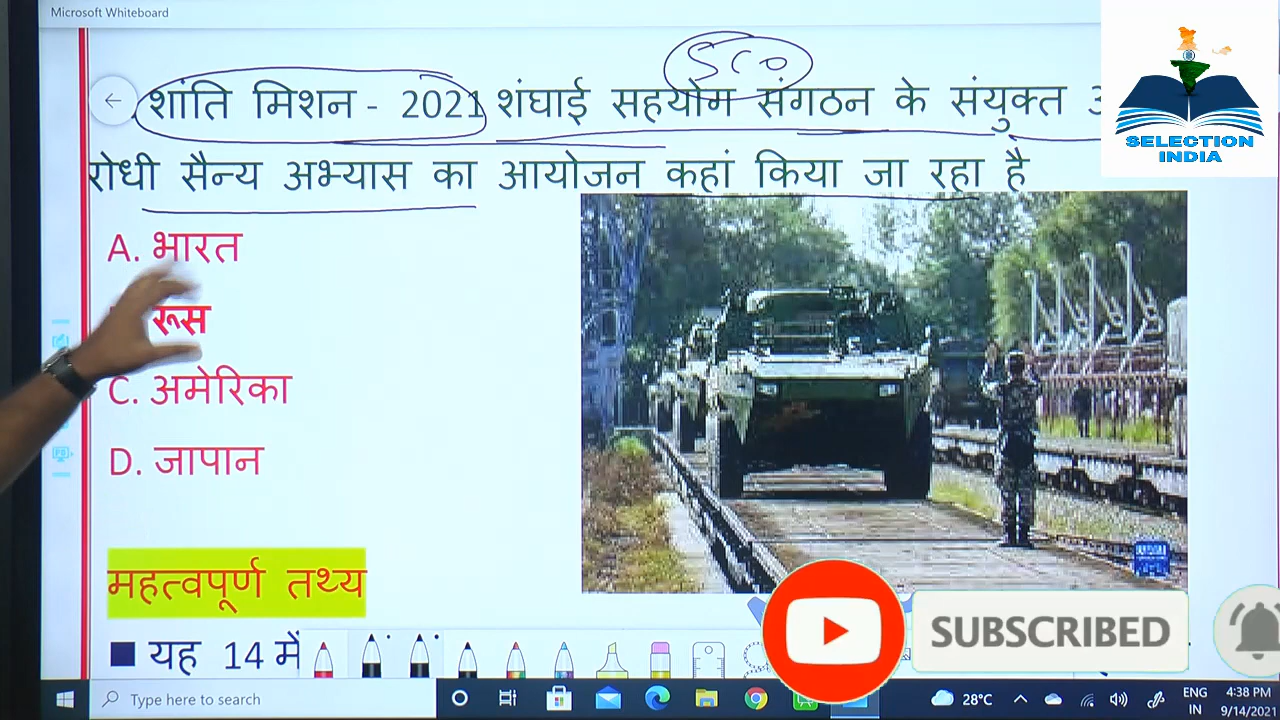 Microsoft Whiteboard
SCO
शांति मिशन - 2021 शंघाई सहयोग संगठन के संयुक्त
रोधी सैन्य अभ्यास का आयोजन कहां किया जा रहा है
SELECTION
INDIA
A. भारत
रूस
C. अमेरिका
D. जापान
महत्वपूर्ण तथ्य
■ यह 14 में
SUBSCRIBED
Type here to search
28°C
ENG
IN
4:38 PM
9/14/2021